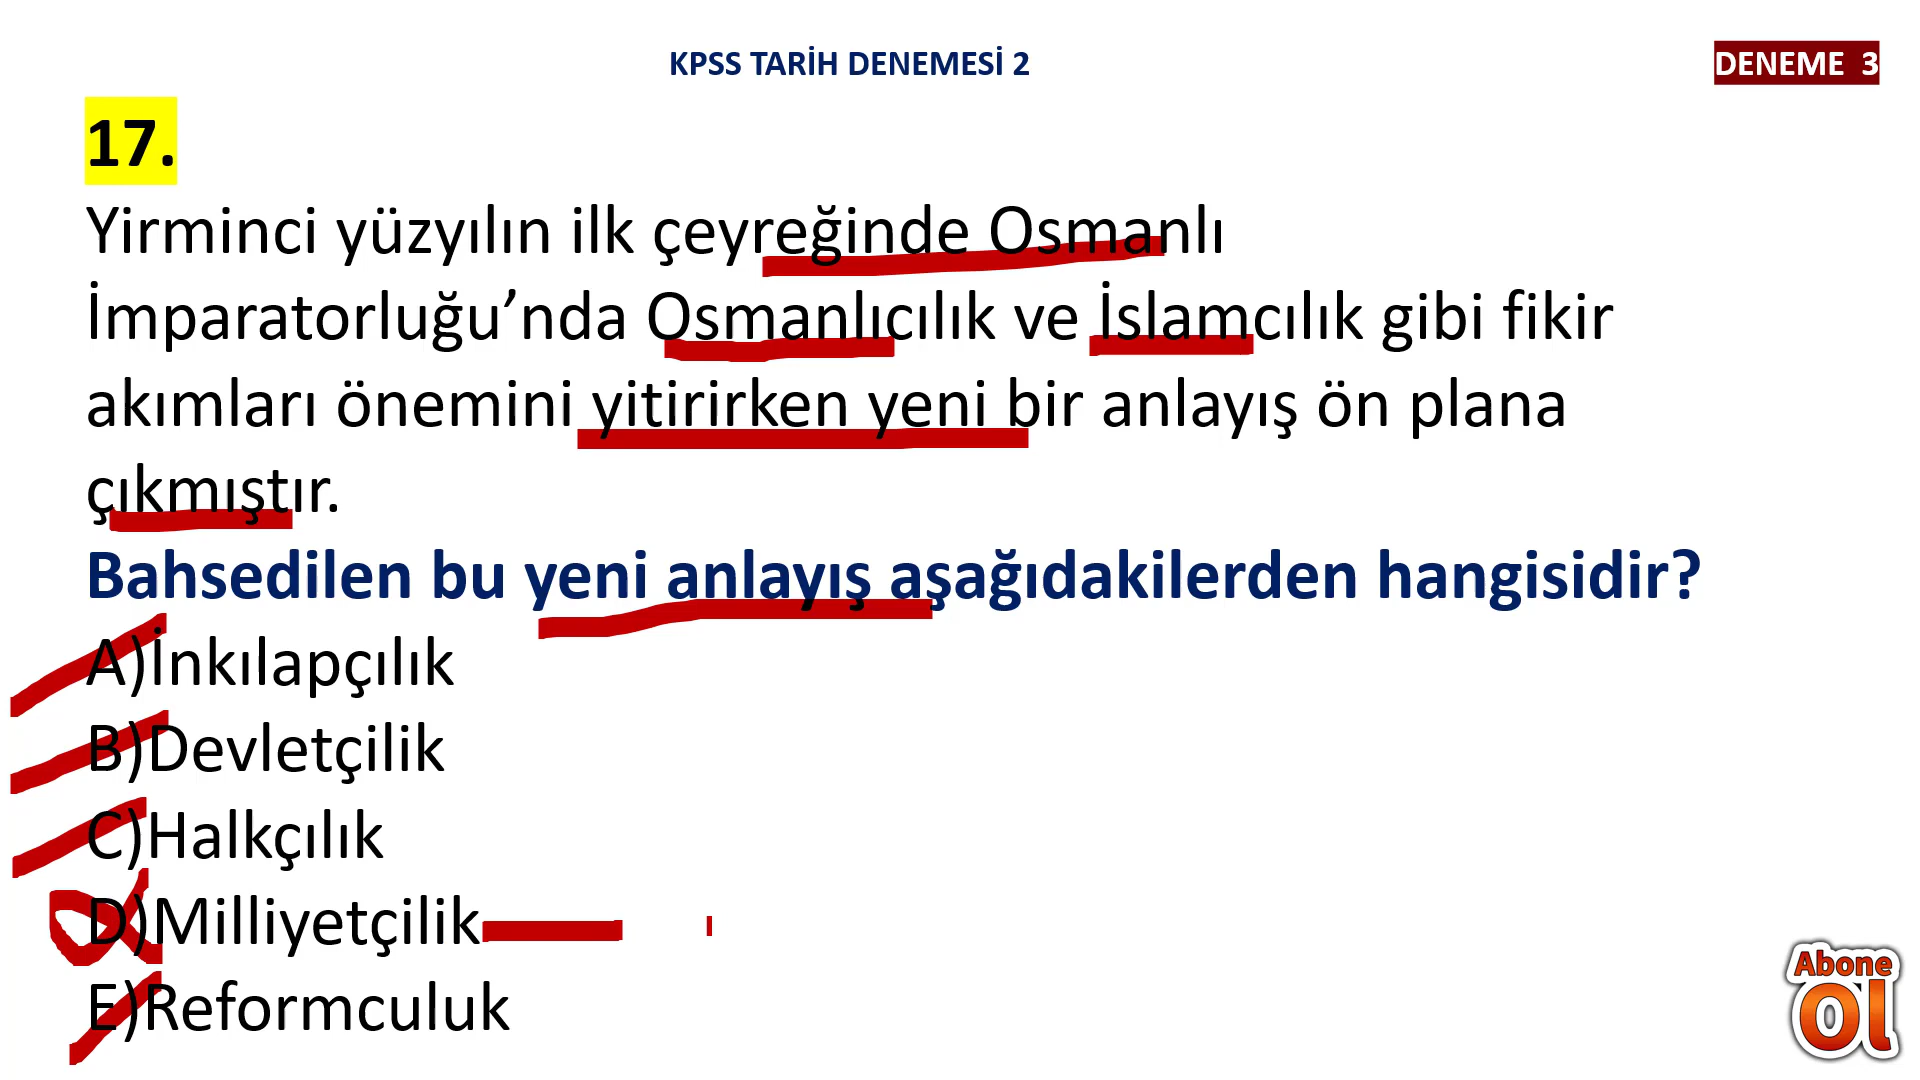 KPSS TARİH DENEMESİ 2
DENEME 3
17.
Yirminci yüzyılın ilk çeyreğinde Osmanlı
İmparatorluğu’nda Osmanlıcılık ve İslamcılık gibi fikir
akımları önemini yitirirken yeni bir anlayış ön plana
çıkmıştır.
Bahsedilen bu yeni anlayış aşağıdakilerden hangisidir?
A)İnkılapçılık
B)Devletçilik
C)Halkçılık
D)Milliyetçilik
E)Reformculuk
Abone
Ol